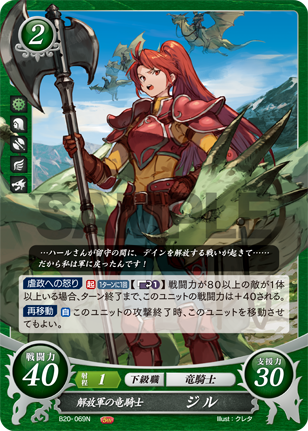 2
SAMPLE
…ハールさんが留守の間に、デインを解放する戦いが起きて……
だから私は軍に戻ったんです!
虐政への怒り 起 1ターンに1回 【1】 戦闘力が80以上の敵が1体
以上いる場合、ターン終了まで、このユニットの戦闘力は+40される。
再移動 自 このユニットの攻撃終了時、このユニットを移動させ
てもよい。
戦闘力
40
射程 1
下級職
竜騎士
支援力
30
解放軍の竜騎士 ジル
B20-069N
Illust:クレタ